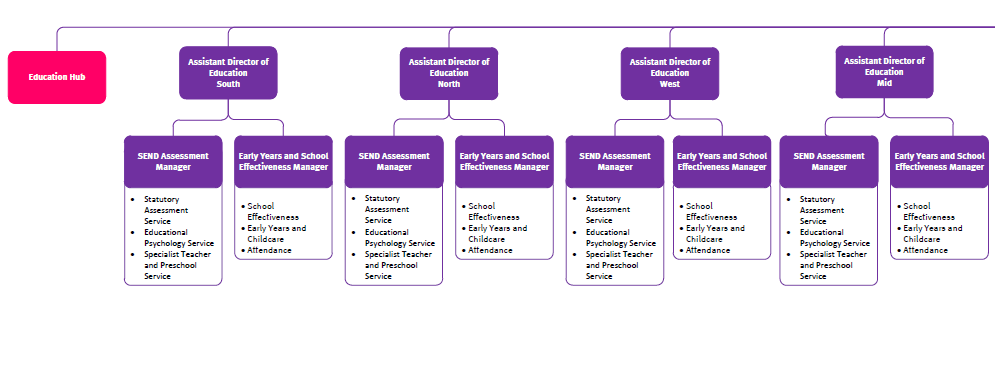 Education Hub
Assistant Director of
Education
South
Assistant Director of
Education
North
Assistant Director of
Education
West
Assistant Director of
Education
Mid
SEND Assessment
Manager
• Statutory
Assessment
Service
• Educational
Psychology Service
• Specialist Teacher
and Preschool
Service
Early Years and School
Effectiveness Manager
• School
Effectiveness
• Early Years and
Childcare
• Attendance
SEND Assessment
Manager
• Statutory
Assessment
Service
• Educational
Psychology Service
• Specialist Teacher
and Preschool
Service
Early Years and School
Effectiveness Manager
• School
Effectiveness
• Early Years and
Childcare
• Attendance
SEND Assessment
Manager
• Statutory
Assessment
Service
• Educational
Psychology Service
• Specialist Teacher
and Preschool
Service
Early Years and School
Effectiveness Manager
• School
Effectiveness
• Early Years and
Childcare
• Attendance
SEND Assessment
Manager
• Statutory
Assessment
Service
• Educational
Psychology Service
• Specialist Teacher
and Preschool
Service
Early Years and School
Effectiveness Manager
• School
Effectiveness
• Early Years and
Childcare
• Attendance